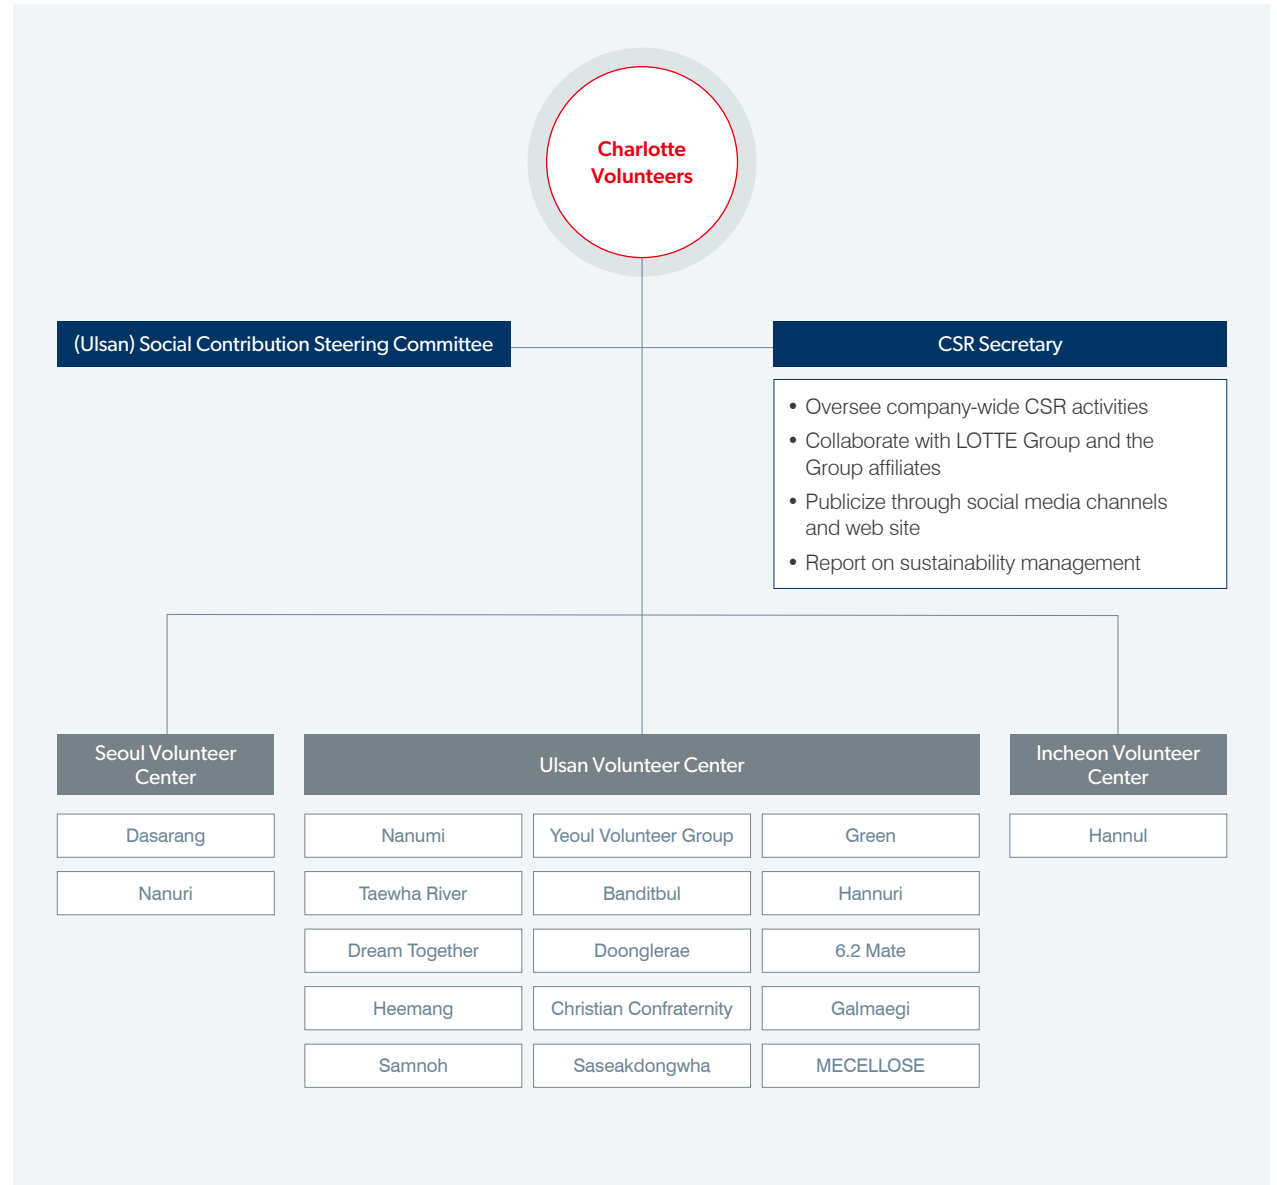 Charlotte
Volunteers
(Ulsan) Social Contribution Steering Committee
CSR Secretary
• Oversee company-wide CSR activities
• Collaborate with LOTTE Group and the
Group affiliates
• Publicize through social media channels
and web site
• Report on sustainability management
Seoul Volunteer
Center
Dasarang
Nanuri
Ulsan Volunteer Center
Nanumi
Yeoul Volunteer Group
Green
Taewha River
Banditbul
Hannuri
Dream Together
Doonglerae
6.2 Mate
Heemang
Christian Confraternity
Galmaegi
Samnoh
Saseakdongwha
MECELLOSE
Incheon Volunteer
Center
Hannul